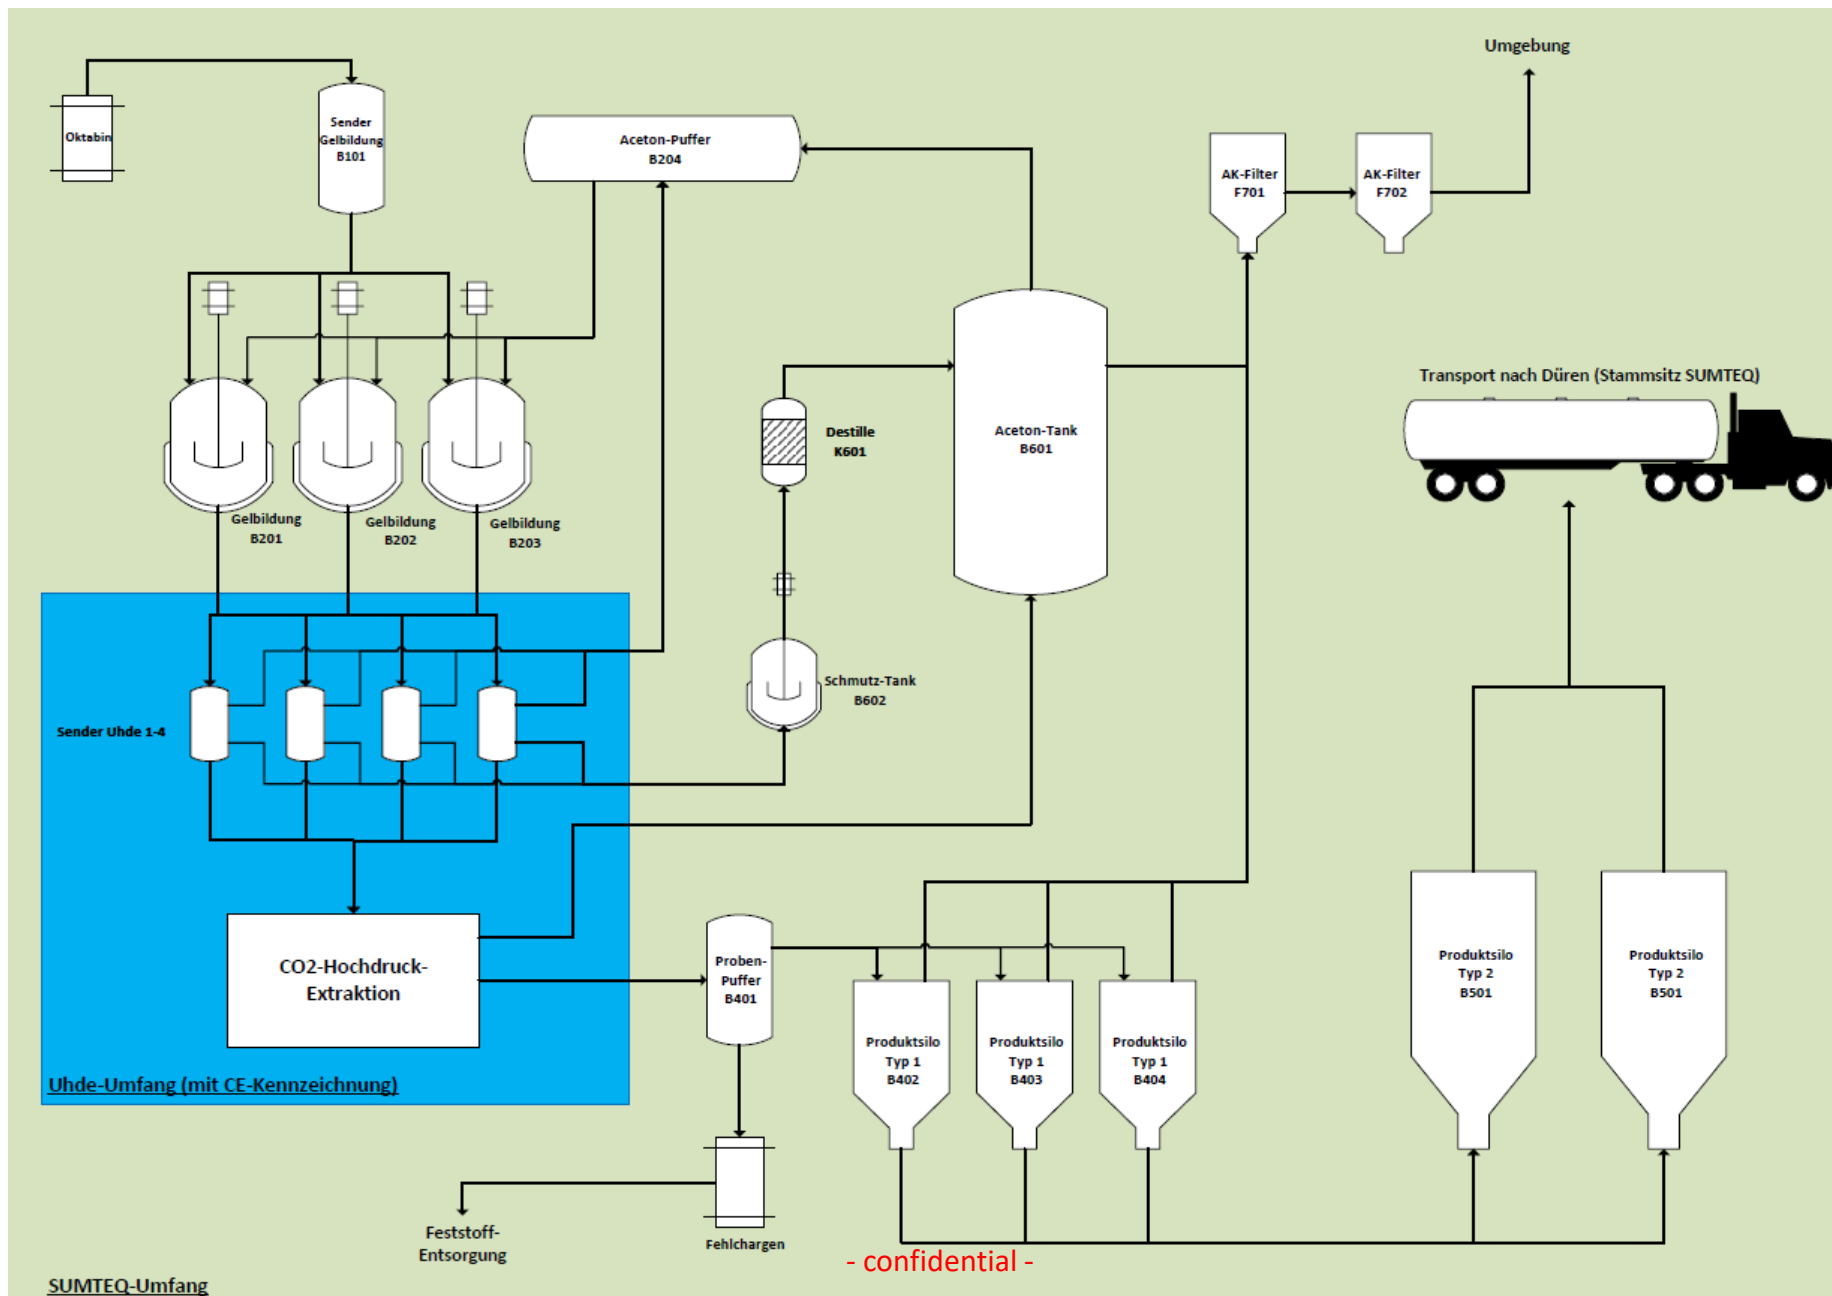 Umgebung
Oktabin
Sender
Gelbildung
B101
Aceton-Puffer
B204
AK-Filter
F701
AK-Filter
F702
Transport nach Düren (Stammsitz SUMTEQ)
Destille
K601
Aceton-Tank
B601
Gelbildung
B201
Gelbildung
B202
Gelbildung
B203
Schmutz-Tank
B602
Sender Uhde 1-4
CO2-Hochdruck-
Extraktion
Proben-
Puffer
B401
Produktsilo
Typ 2
B501
Produktsilo
Typ 2
B501
Produktsilo
Typ 1
B402
Produktsilo
Typ 1
B403
Produktsilo
Typ 1
B404
Uhde-Umfang (mit CE-Kennzeichnung)
Feststoff-
Entsorgung
Fehlchargen
- confidential -
SUMTEQ-Umfang